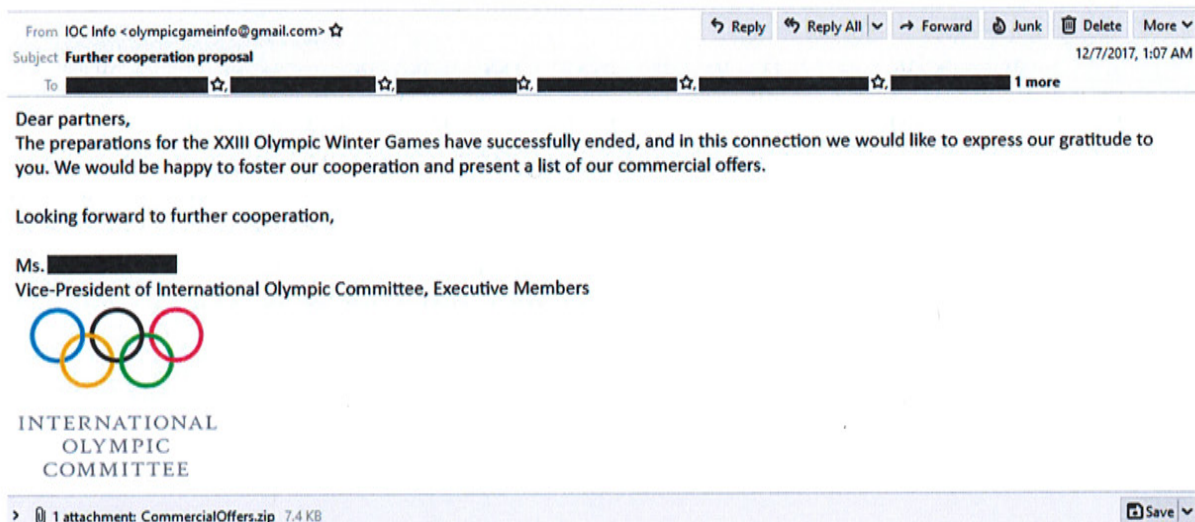 From IOC Info <olympicgameinfo@gmail.com>
Reply Reply All Forward Junk Delete More
Subject Further cooperation proposal
12/7/2017, 1:07 AM
To , , , , , 1 more
Dear partners,
The preparations for the XXIII Olympic Winter Games have successfully ended, and in this connection we would like to express our gratitude to
you. We would be happy to foster our cooperation and present a list of our commercial offers.
Looking forward to further cooperation,
Ms.
Vice-President of International Olympic Committee, Executive Members
INTERNATIONAL
OLYMPIC
COMMITTEE
1 attachment: CommercialOffers.zip 7.4 KB
Save